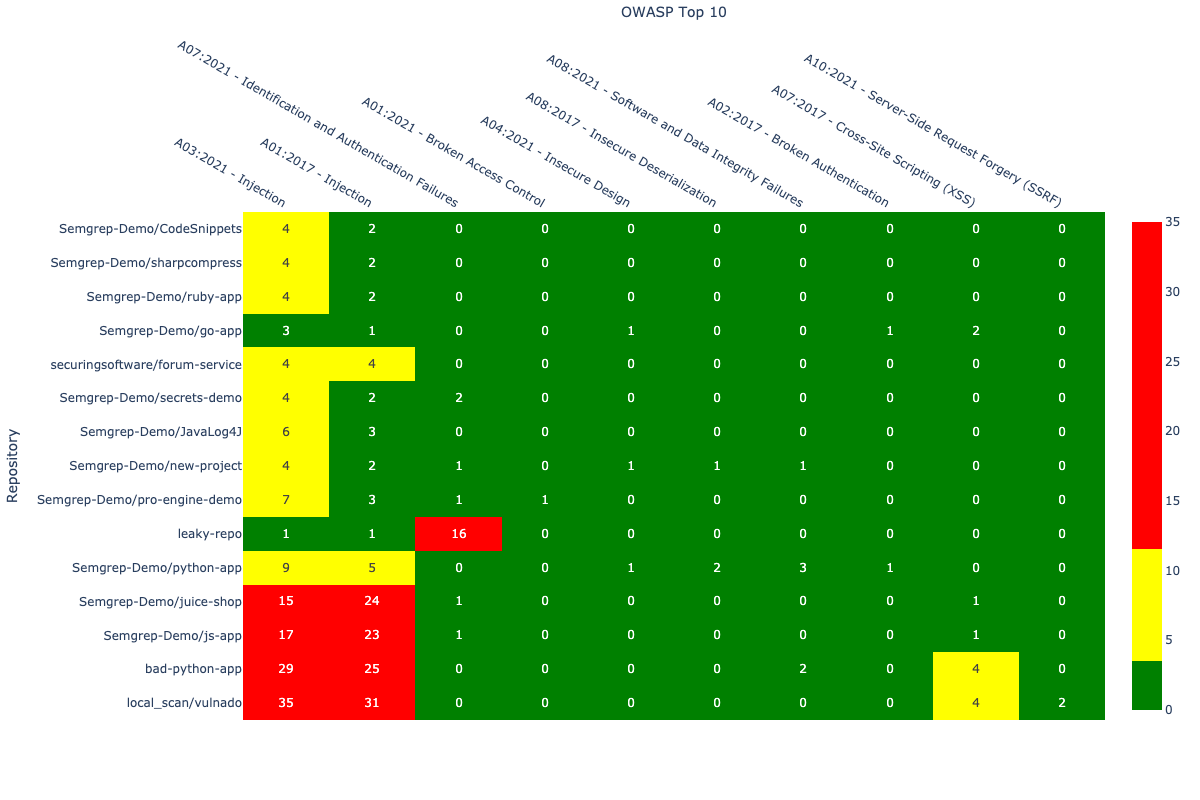 OWASP Top 10
A03:2021 - Injection
A01:2017 - Injection
A07:2021 - Identification and Authentication Failures
A01:2021 - Broken Access Control
A04:2021 - Insecure Design
A08:2017 - Insecure Deserialization
A08:2021 - Software and Data Integrity Failures
A02:2017 - Broken Authentication
A07:2017 - Cross-Site Scripting (XSS)
A10:2021 - Server-Side Request Forgery (SSRF)
Repository
Semgrep-Demo/CodeSnippets 4 2 0 0 0 0 0 0 0 0
Semgrep-Demo/sharpcompress 4 2 0 0 0 0 0 0 0 0
Semgrep-Demo/ruby-app 4 2 0 0 0 0 0 0 0 0
Semgrep-Demo/go-app 3 1 0 0 1 0 0 1 2 0
securingsoftware/forum-service 4 4 0 0 0 0 0 0 0 0
Semgrep-Demo/secrets-demo 4 2 2 0 0 0 0 0 0 0
Semgrep-Demo/JavaLog4J 6 3 0 0 0 0 0 0 0 0
Semgrep-Demo/new-project 4 2 1 0 1 1 1 0 0 0
Semgrep-Demo/pro-engine-demo 7 3 1 1 0 0 0 0 0 0
leaky-repo 1 1 16 0 0 0 0 0 0 0
Semgrep-Demo/python-app 9 5 0 0 1 2 3 1 0 0
Semgrep-Demo/juice-shop 15 24 1 0 0 0 0 0 1 0
Semgrep-Demo/js-app 17 23 1 0 0 0 0 0 1 0
bad-python-app 29 25 0 0 0 0 2 0 4 0
local_scan/vulnado 35 31 0 0 0 0 0 0 4 2
35
30
25
20
15
10
5
0